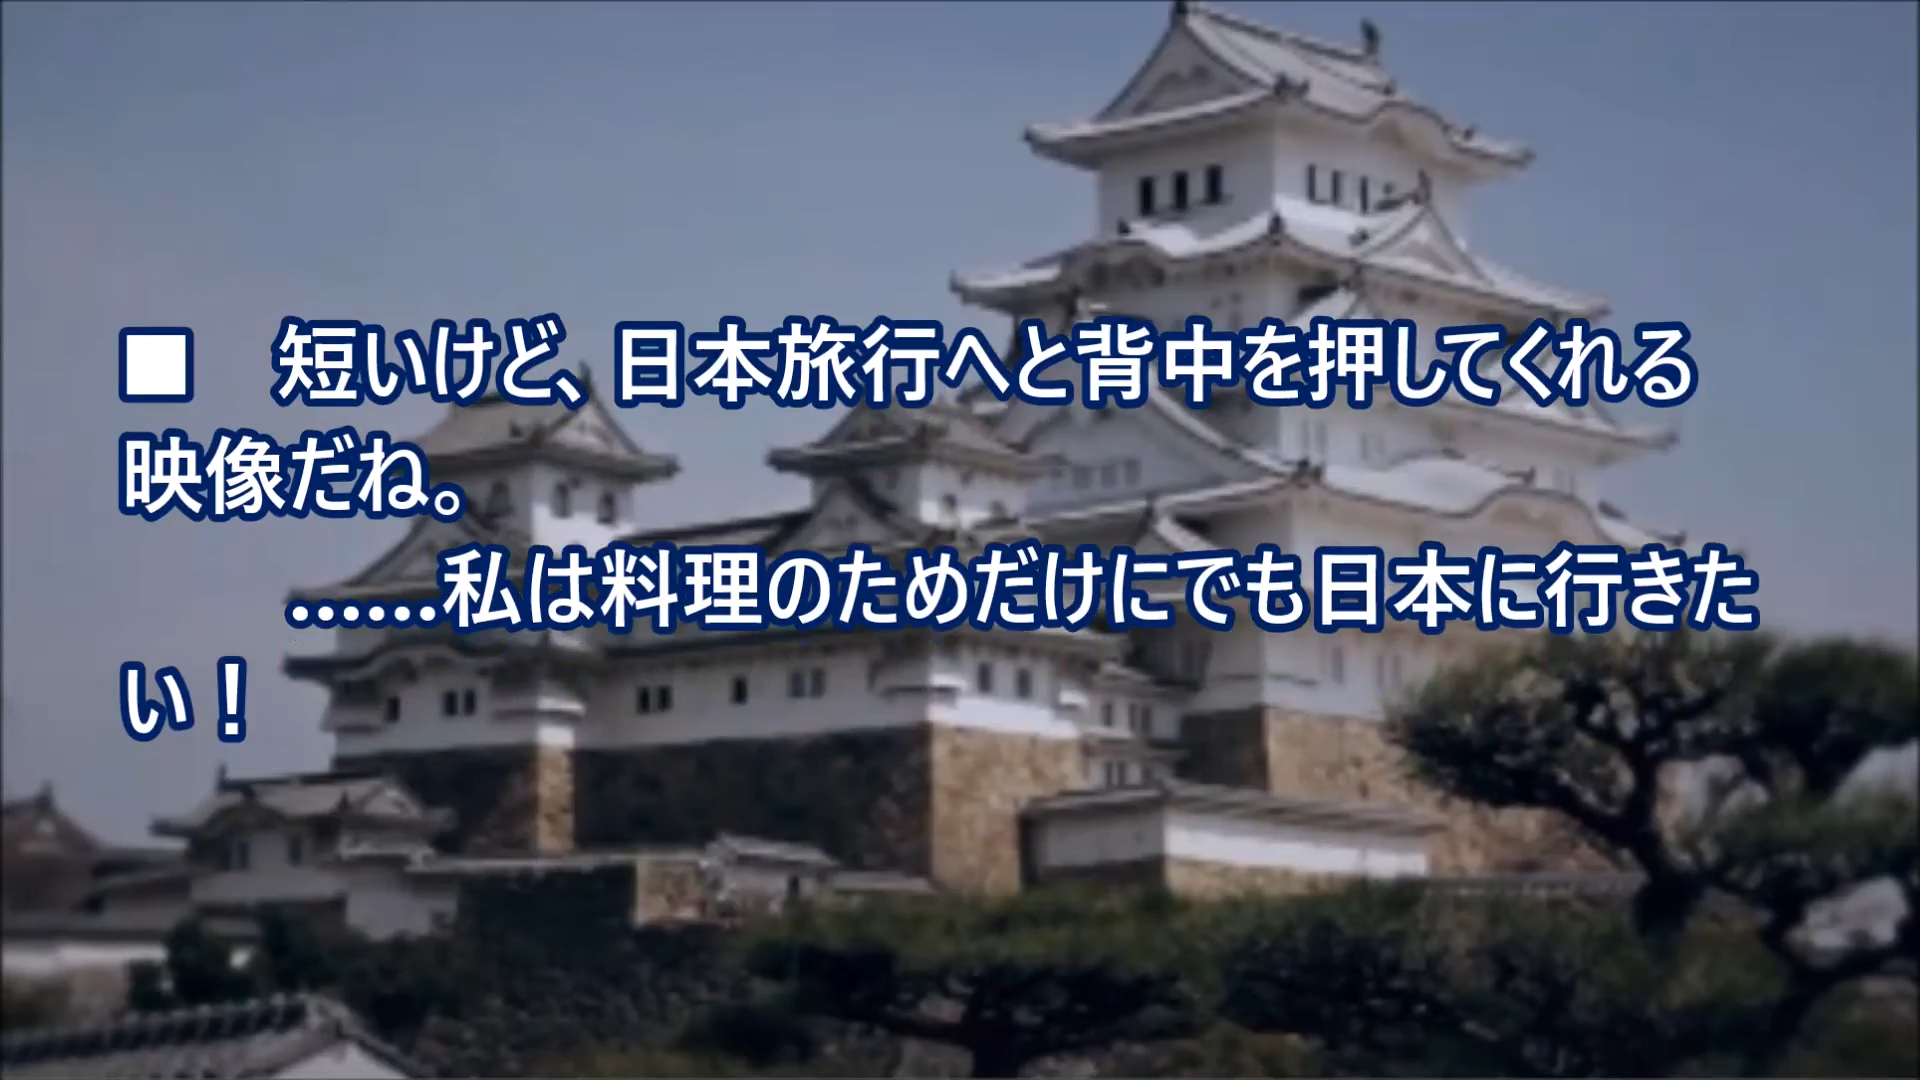 ■　短いけど、日本旅行へと背中を押してくれる
映像だね。
　　……私は料理のためだけにでも日本に行きた
い！